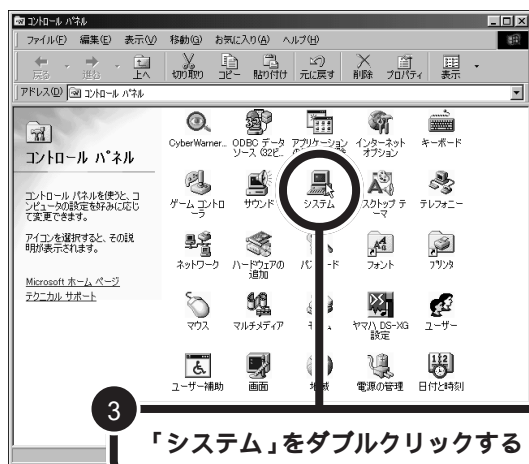 コントロール パネル
ファイル(F) 編集(E) 表示(V) 移動(G) お気に入り(A) ヘルプ(H)
戻る 進む 上へ 切り取り コピー 貼り付け 元に戻す 削除 プロパティ 表示
アドレス(D) コントロール パネル
コントロール パネル
コントロール パネルを使うと、コ
ンピュータの設定を好みに応じ
て変更できます。
アイコンを選択すると、その説
明が表示されます。
Microsoft ホーム ページ
テクニカル サポート
CyberWarner... ODBC データ アプリケーション インターネット キーボード
ソース (32ビ... オプション
ゲーム コントロ サウンド システム スクトップ テ テレフォニー
ーラ ーマ
ネットワーク ハードウェアの フォント プリンタ
追加
マウス マルチメディア ヤマハ DS-XG ユーザー
設定
ユーザー補助 画面 電源の管理 日付と時刻
3
「システム」をダブルクリックする